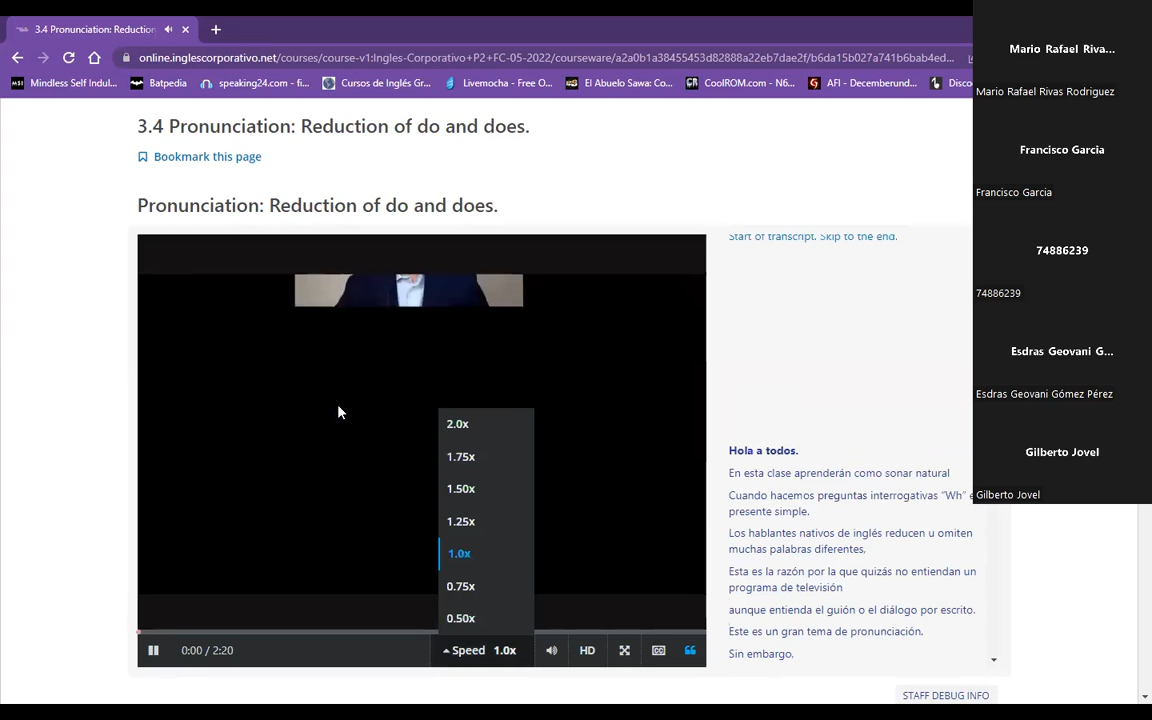 3.4 Pronunciation: Reduction
online.inglescorporativo.net/courses/course-v1:Ingles-Corporativo+P2+FC-05-2022/courseware/a2a0b1a38455453d82888a22eb7dae2f/b6da15b027a741b6bab4ed...
MSI Mindless Self Indul... Batpedia speaking24.com - fi... Cursos de Inglés Gr... Livemocha - Free O... El Abuelo Sawa: Co... CoolROM.com - N6... AFI - Decemberund... Disco
3.4 Pronunciation: Reduction of do and does.
Bookmark this page
Pronunciation: Reduction of do and does.
Start of transcript. Skip to the end.
Hola a todos.
En esta clase aprenderán como sonar natural
Cuando hacemos preguntas interrogativas “Wh” e
presente simple.
Los hablantes nativos de inglés reducen u omiten
muchas palabras diferentes,
Esta es la razón por la que quizás no entiendan un
programa de televisión
aunque entienda el guión o el diálogo por escrito.
Este es un gran tema de pronunciación.
Sin embargo,
2.0x
1.75x
1.50x
1.25x
1.0x
0.75x
0.50x
0:00 / 2:20
Speed 1.0x
HD
CC
STAFF DEBUG INFO
Mario Rafael Riva...
Mario Rafael Rivas Rodriguez
Francisco Garcia
Francisco Garcia
74886239
74886239
Esdras Geovani G...
Esdras Geovani Gómez Pérez
Gilberto Jovel
Gilberto Jovel